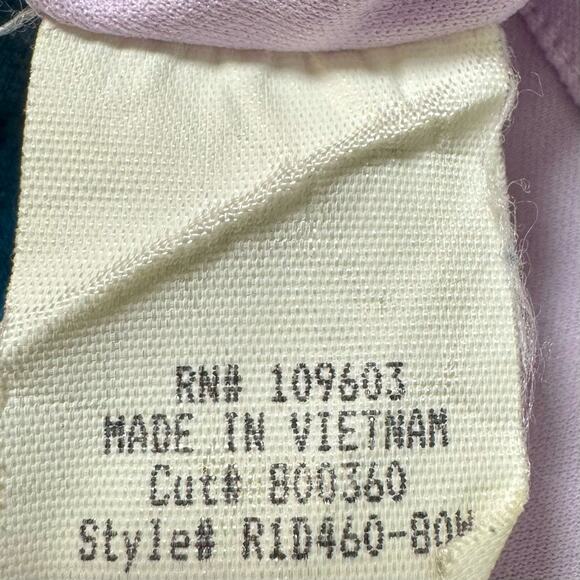 RN# 109603
MADE IN VIETNAM
Cut# 800360
Style# R1D460-80W